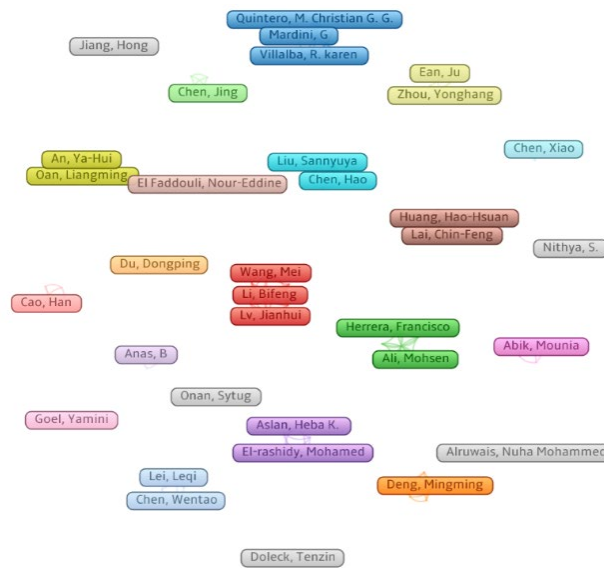 Quintero, M. Christian G. G.
Mardini, G
Jiang, Hong
Villalba, R. karen
Ean, Ju
Chen, Jing
Zhou, Yonghang
Chen, Xiao
An, Ya-Hui
Liu, Sannyuya
Oan, Liangming
El Faddouli, Nour-Eddine
Chen, Hao
Huang, Hao-Hsuan
Lai, Chin-Feng
Nithya, S.
Du, Dongping
Wang, Mei
Li, Bifeng
Cao, Han
Lv, Jianhui
Herrera, Francisco
Abik, Mounia
Anas, B
Ali, Mohsen
Onan, Sytug
Goel, Yamini
Aslan, Heba K.
El-rashidy, Mohamed
Alruwais, Nuha Mohammed
Lei, Leqi
Deng, Mingming
Chen, Wentao
Doleck, Tenzin